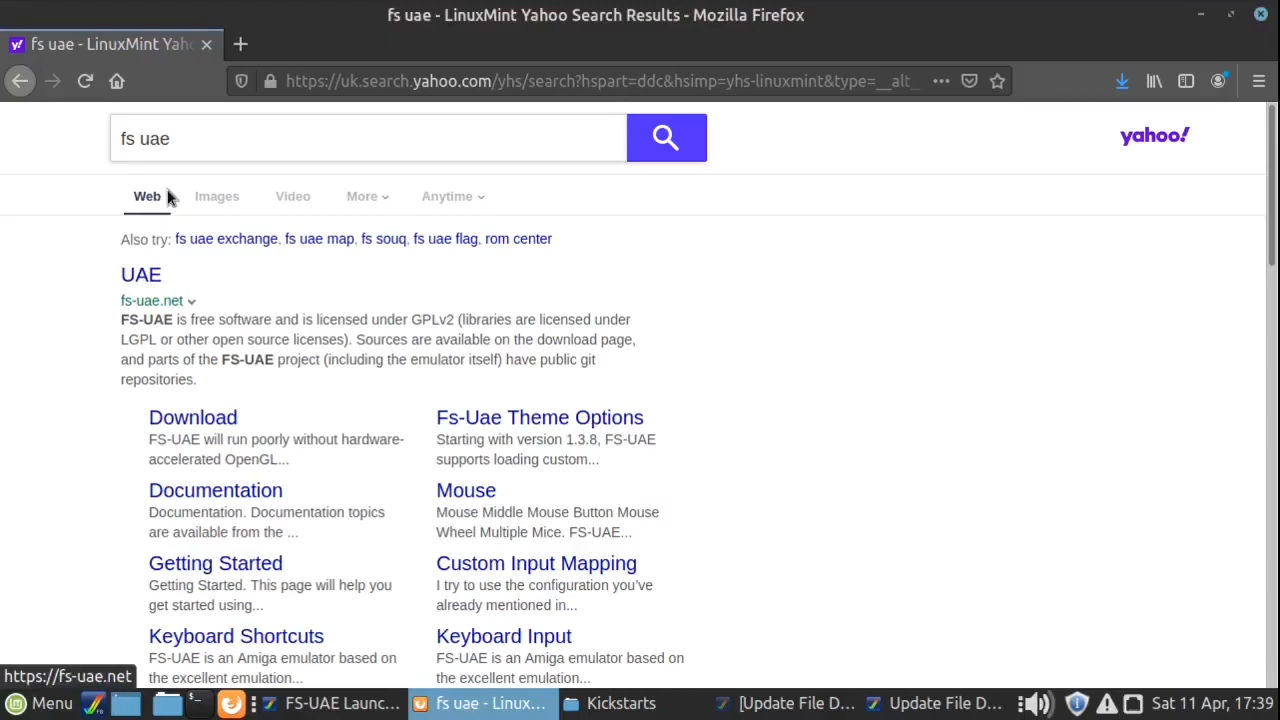 fs uae - LinuxMint Yahoo Search Results - Mozilla Firefox
fs uae - LinuxMint Yah
https://uk.search.yahoo.com/yhs/search?hspart=ddc&hsimp=yhs-linuxmint&type=__alt_
fs uae
yahoo!
Web Images Video More Anytime
Also try: fs uae exchange, fs uae map, fs souq, fs uae flag, rom center
UAE
fs-uae.net
FS-UAE is free software and is licensed under GPLv2 (libraries are licensed under
LGPL or other open source licenses). Sources are available on the download page,
and parts of the FS-UAE project (including the emulator itself) have public git
repositories.
Download
FS-UAE will run poorly without hardware-
accelerated OpenGL...
Fs-Uae Theme Options
Starting with version 1.3.8, FS-UAE
supports loading custom...
Documentation
Documentation. Documentation topics
are available from the ...
Mouse
Mouse Middle Mouse Button Mouse
Wheel Multiple Mice. FS-UAE...
Getting Started
Getting Started. This page will help you
get started using...
Custom Input Mapping
I try to use the configuration you've
already mentioned in...
Keyboard Shortcuts
FS-UAE is an Amiga emulator based on
the excellent emulation...
Keyboard Input
FS-UAE is an Amiga emulator based on
the excellent emulation...
https://fs-uae.net
Menu FS-UAE Launc... fs uae - Linux... Kickstarts [Update File D... Update File D... Sat 11 Apr, 17:39